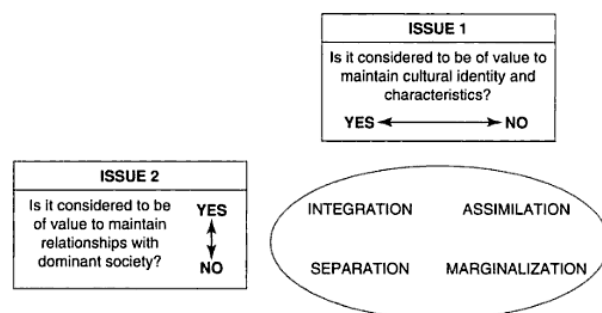 ISSUE 1
Is it considered to be of value to
maintain cultural identity and
characteristics?
YES NO
ISSUE 2
Is it considered to be
of value to maintain
relationships with
dominant society?
YES
NO
INTEGRATION ASSIMILATION
SEPARATION MARGINALIZATION